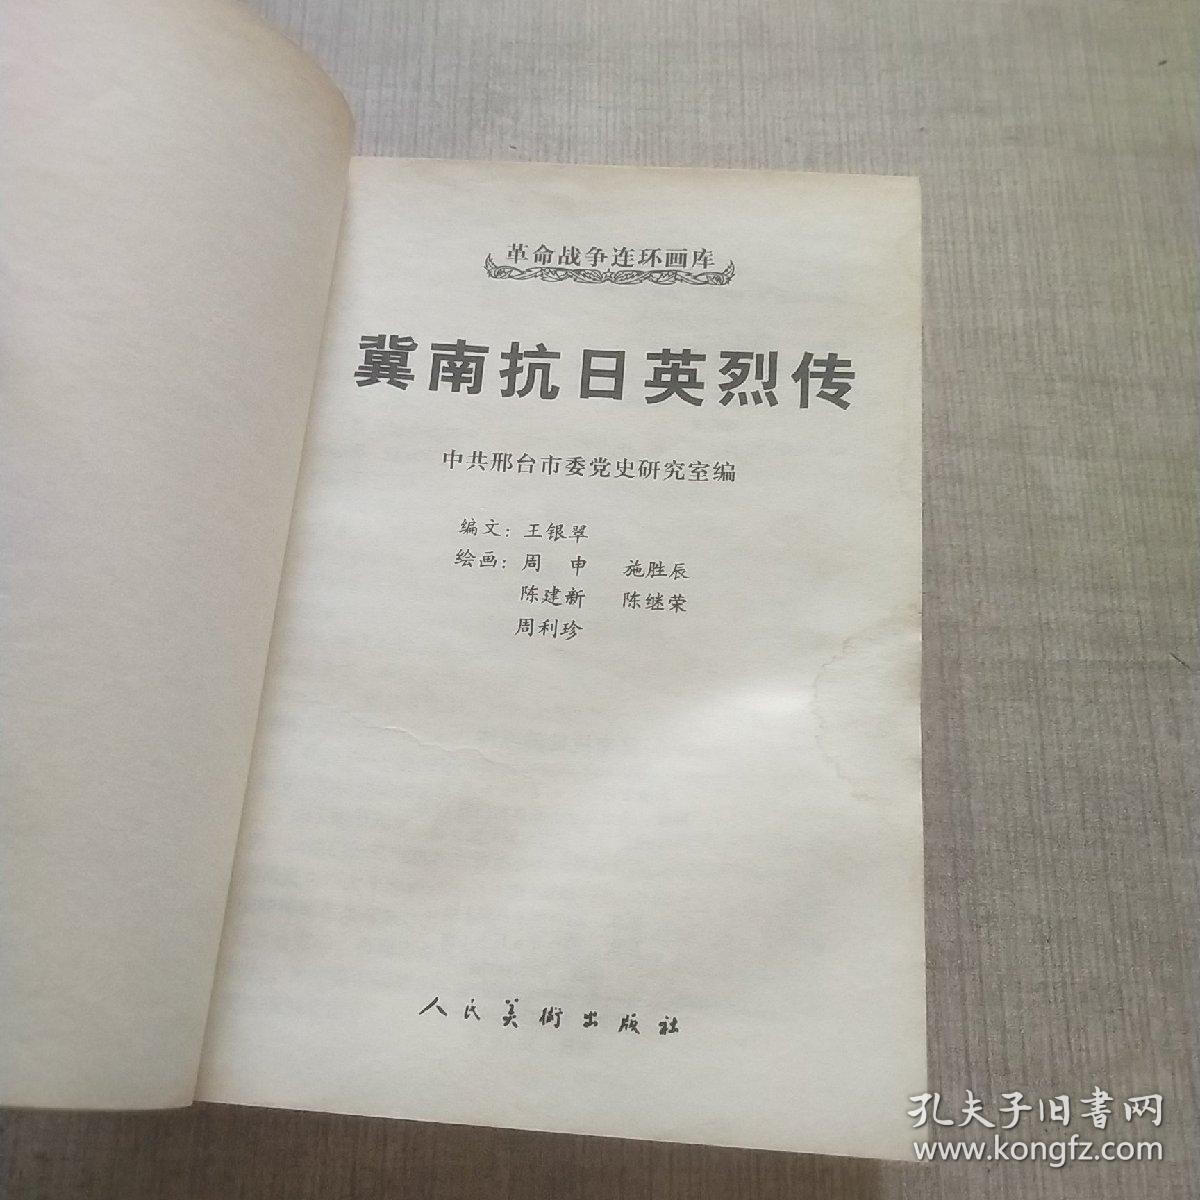 革命战争连环画库
冀南抗日英烈传
中共邢台市委党史研究室编
编文：王银翠
绘画：周　申　施胜辰
陈建新　陈继荣
周利珍
人民美術出版社
孔夫子旧書网
www.kongfz.com